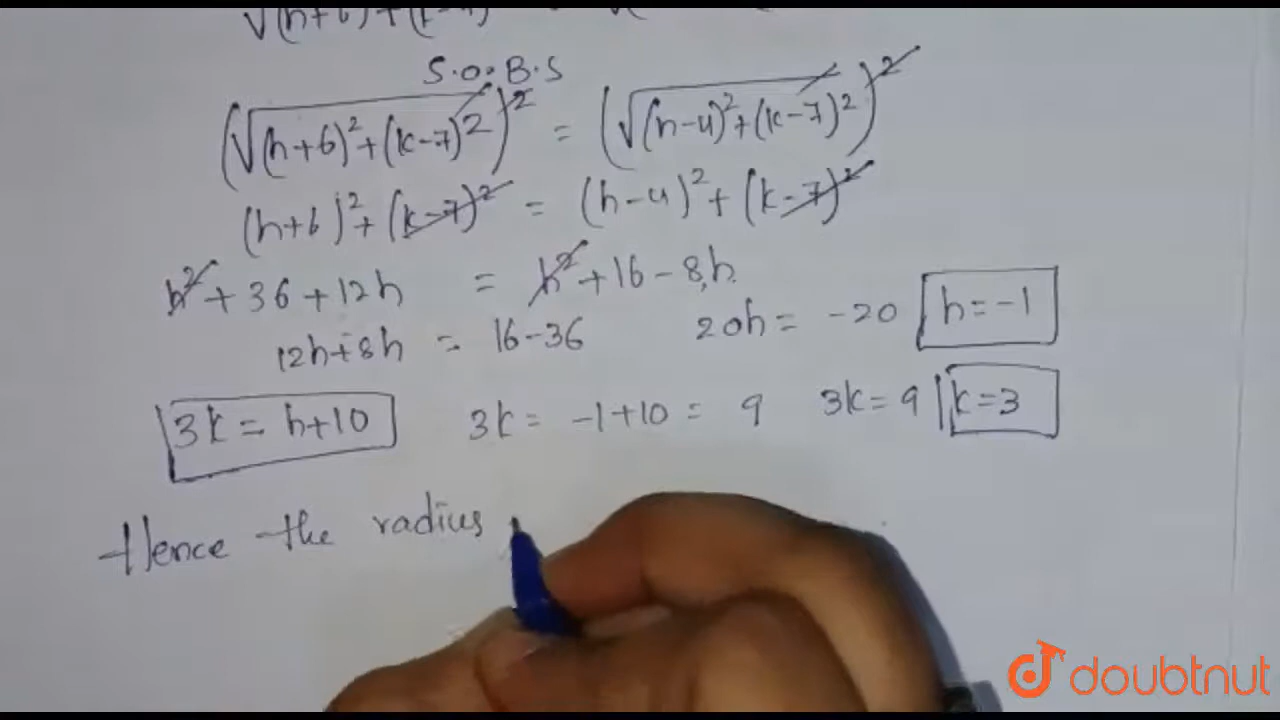 S.O.B.S
(√(h+6)²+(k-7)²)² = (√(h-4)²+(k-7)²)²
(h+6)²+(k-7)² = (h-4)²+(k-7)²
h²+36+12h = h²+16-8h
12h+8h = 16-36 20h = -20 h=-1
3k = h+10 3k = -1+10 = 9 3k=9 k=3
Hence the radius
doubtnut